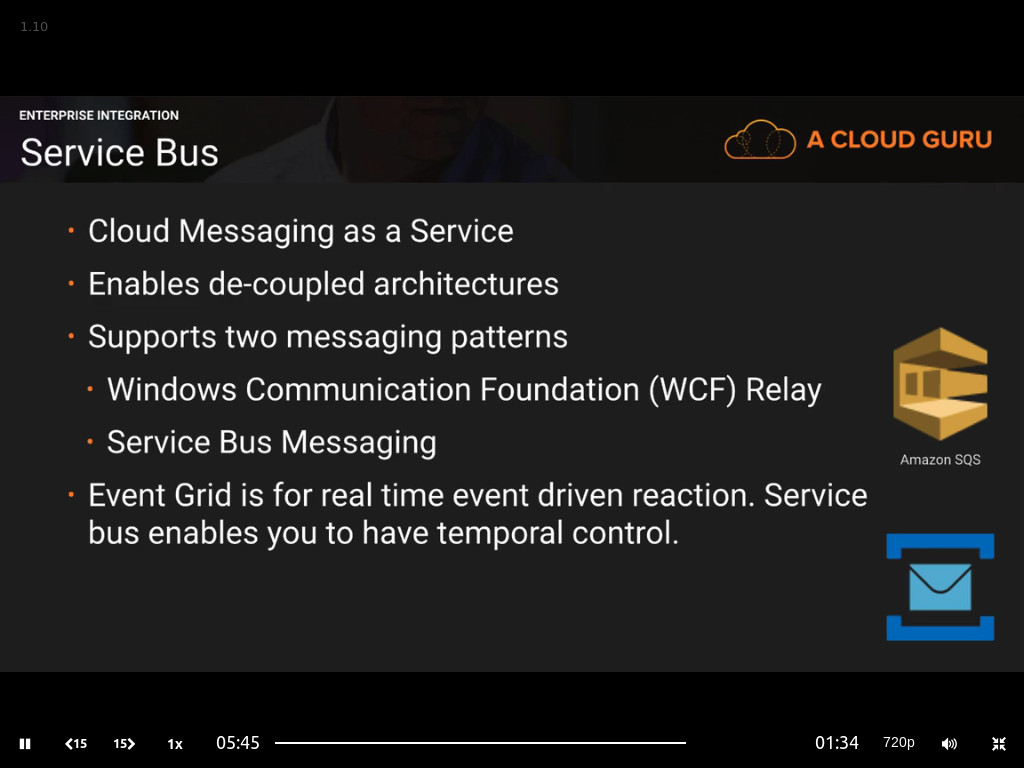 1.10
ENTERPRISE INTEGRATION
Service Bus
A CLOUD GURU
• Cloud Messaging as a Service
• Enables de-coupled architectures
• Supports two messaging patterns
• Windows Communication Foundation (WCF) Relay
• Service Bus Messaging
Amazon SQS
• Event Grid is for real time event driven reaction. Service
bus enables you to have temporal control.
15 15 1x 05:45 01:34 720p